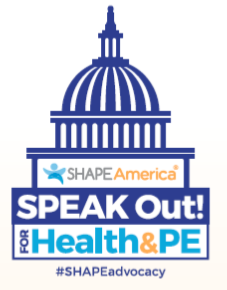 SHAPE America®
SPEAK Out!
FOR Health&PE
#SHAPEadvocacy